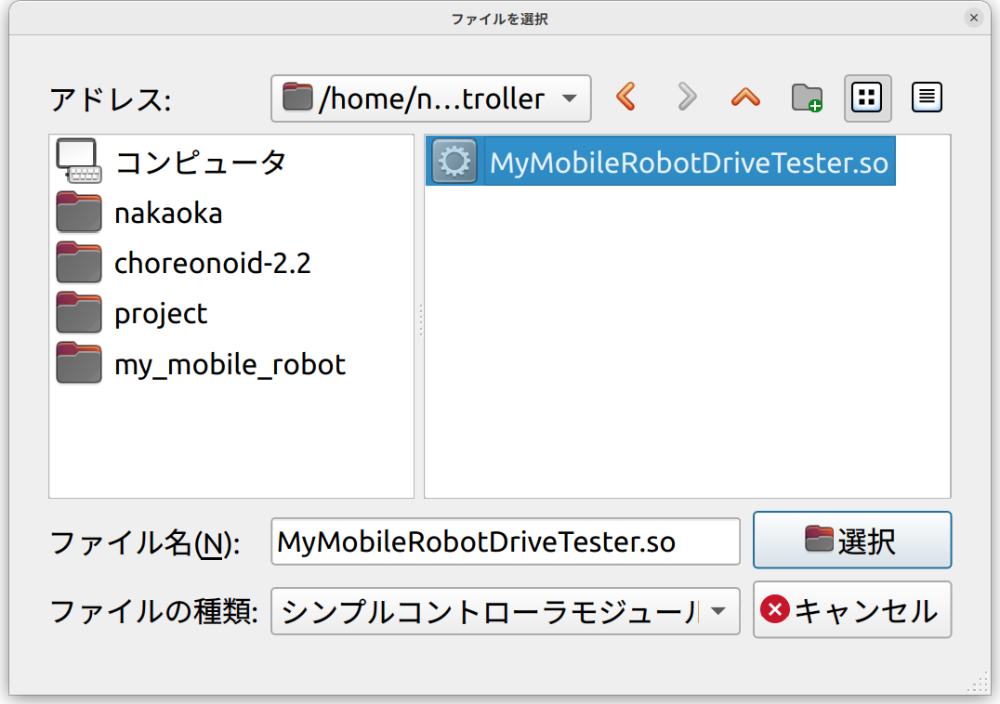 ファイルを選択
アドレス: /home/n...troller
コンピュータ
nakaoka
choreonoid-2.2
project
my_mobile_robot
MyMobileRobotDriveTester.so
ファイル名(N): MyMobileRobotDriveTester.so 選択
ファイルの種類: シンプルコントローラモジュール キャンセル